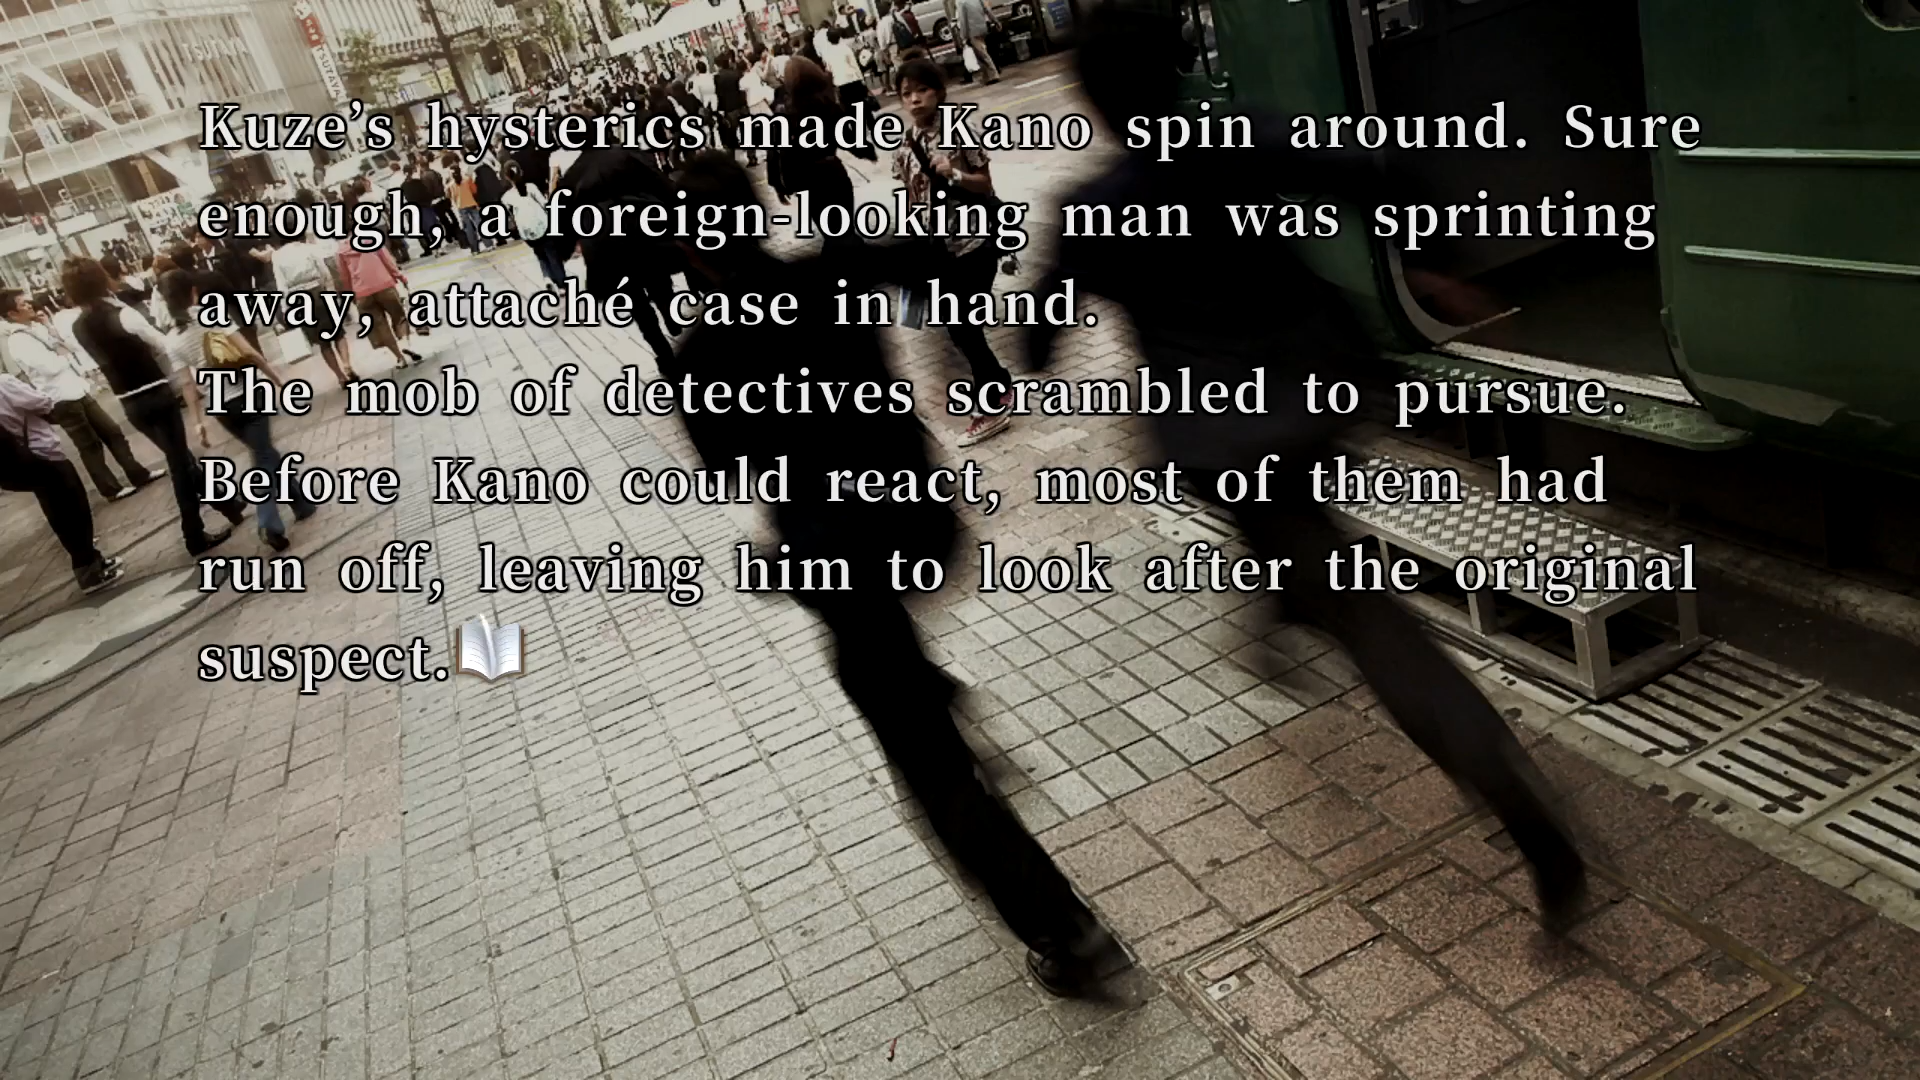 TSUTAYA
TSUTAYA
Kuze’s hysterics made Kano spin around. Sure
enough, a foreign-looking man was sprinting
away, attaché case in hand.
The mob of detectives scrambled to pursue.
Before Kano could react, most of them had
run off, leaving him to look after the original
suspect.